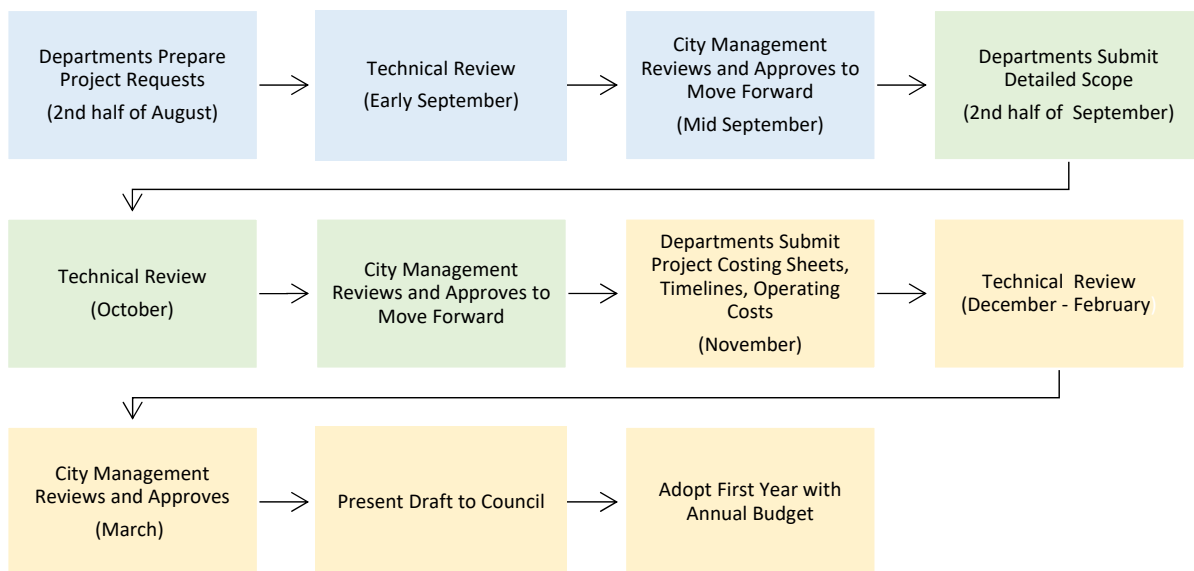 Departments Prepare
Project Requests
(2nd half of August)
Technical Review
(Early September)
City Management
Reviews and Approves to
Move Forward
(Mid September)
Departments Submit
Detailed Scope
(2nd half of  September)
Technical Review
(October)
City Management
Reviews and Approves to
Move Forward
Departments Submit
Project Costing Sheets,
Timelines, Operating
Costs
(November)
Technical  Review
(December - February)
City Management
Reviews and Approves
(March)
Present Draft to Council
Adopt First Year with
Annual Budget